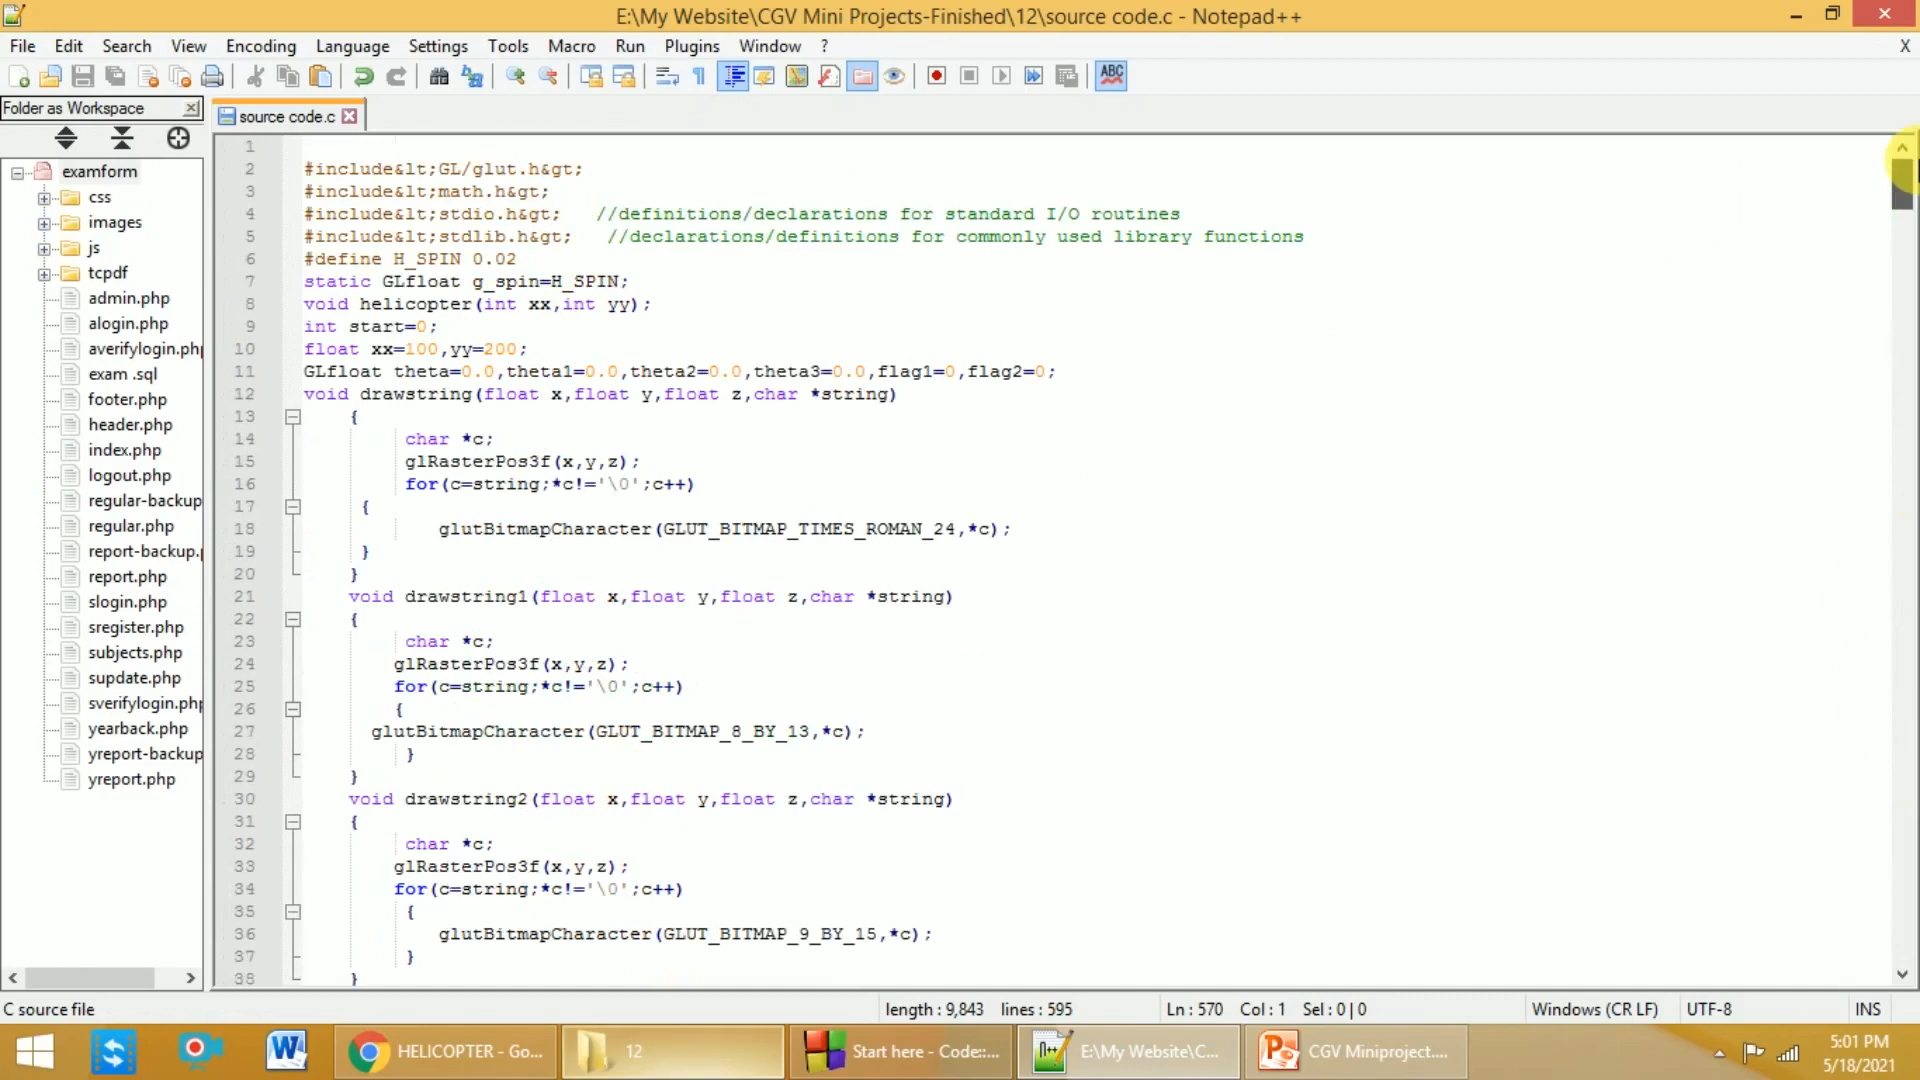 E:\My Website\CGV Mini Projects-Finished\12\source code.c - Notepad++
File Edit Search View Encoding Language Settings Tools Macro Run Plugins Window ? X
ABC
Folder as Workspace
source code.c
examform
css
images
js
tcpdf
admin.php
alogin.php
averifylogin.php
exam .sql
footer.php
header.php
index.php
logout.php
regular-backup
regular.php
report-backup.
report.php
slogin.php
sregister.php
subjects.php
supdate.php
sverifylogin.php
yearback.php
yreport-backup
yreport.php
1
2 #include&lt;GL/glut.h&gt;
3 #include&lt;math.h&gt;
4 #include&lt;stdio.h&gt; //definitions/declarations for standard I/O routines
5 #include&lt;stdlib.h&gt; //declarations/definitions for commonly used library functions
6 #define H_SPIN 0.02
7 static GLfloat g_spin=H_SPIN;
8 void helicopter(int xx,int yy);
9 int start=0;
10 float xx=100,yy=200;
11 GLfloat theta=0.0,theta1=0.0,theta2=0.0,theta3=0.0,flag1=0,flag2=0;
12 void drawstring(float x,float y,float z,char *string)
13 {
14 char *c;
15 glRasterPos3f(x,y,z);
16 for(c=string;*c!='\0';c++)
17 {
18 glutBitmapCharacter(GLUT_BITMAP_TIMES_ROMAN_24,*c);
19 }
20 }
21 void drawstring1(float x,float y,float z,char *string)
22 {
23 char *c;
24 glRasterPos3f(x,y,z);
25 for(c=string;*c!='\0';c++)
26 {
27 glutBitmapCharacter(GLUT_BITMAP_8_BY_13,*c);
28 }
29 }
30 void drawstring2(float x,float y,float z,char *string)
31 {
32 char *c;
33 glRasterPos3f(x,y,z);
34 for(c=string;*c!='\0';c++)
35 {
36 glutBitmapCharacter(GLUT_BITMAP_9_BY_15,*c);
37 }
38 }
C source file length : 9,843 lines : 595 Ln : 570 Col : 1 Sel : 0 | 0 Windows (CR LF) UTF-8 INS
HELICOPTER - Go... 12 Start here - Code::... E:\My Website\C... CGV Miniproject....
5:01 PM
5/18/2021